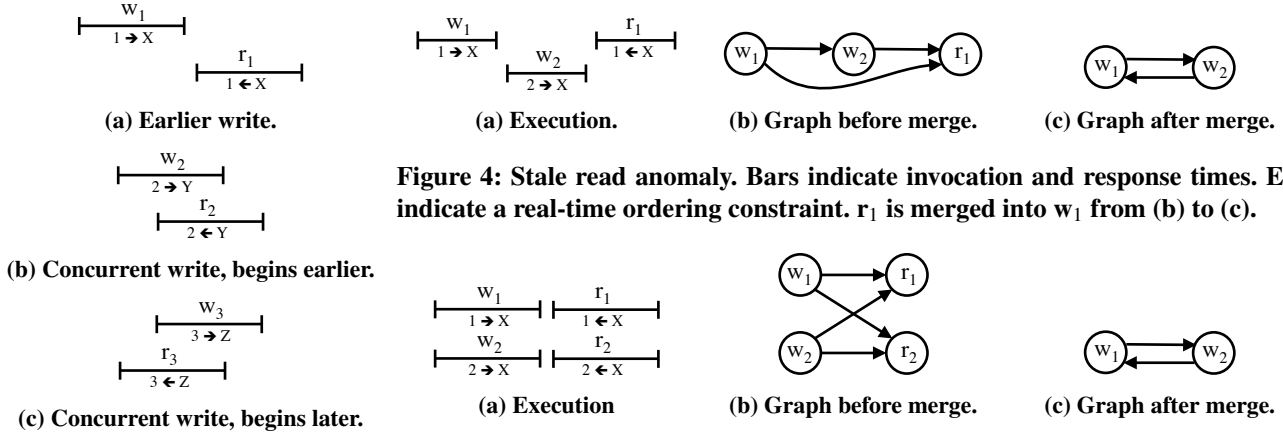 w1
1 → X
r1
1 ← X
(a) Earlier write.
w2
2 → Y
r2
2 ← Y
(b) Concurrent write, begins earlier.
w3
3 → Z
r3
3 ← Z
(c) Concurrent write, begins later.
w1
1 → X
w2
2 → X
r1
1 ← X
(a) Execution.
w1 w2 r1
(b) Graph before merge.
w1 w2
(c) Graph after merge.
Figure 4: Stale read anomaly. Bars indicate invocation and response times. E
indicate a real-time ordering constraint. r1 is merged into w1 from (b) to (c).
w1 r1
1 → X 1 ← X
w2 r2
2 → X 2 ← X
(a) Execution
w1 r1
w2 r2
(b) Graph before merge.
w1 w2
(c) Graph after merge.